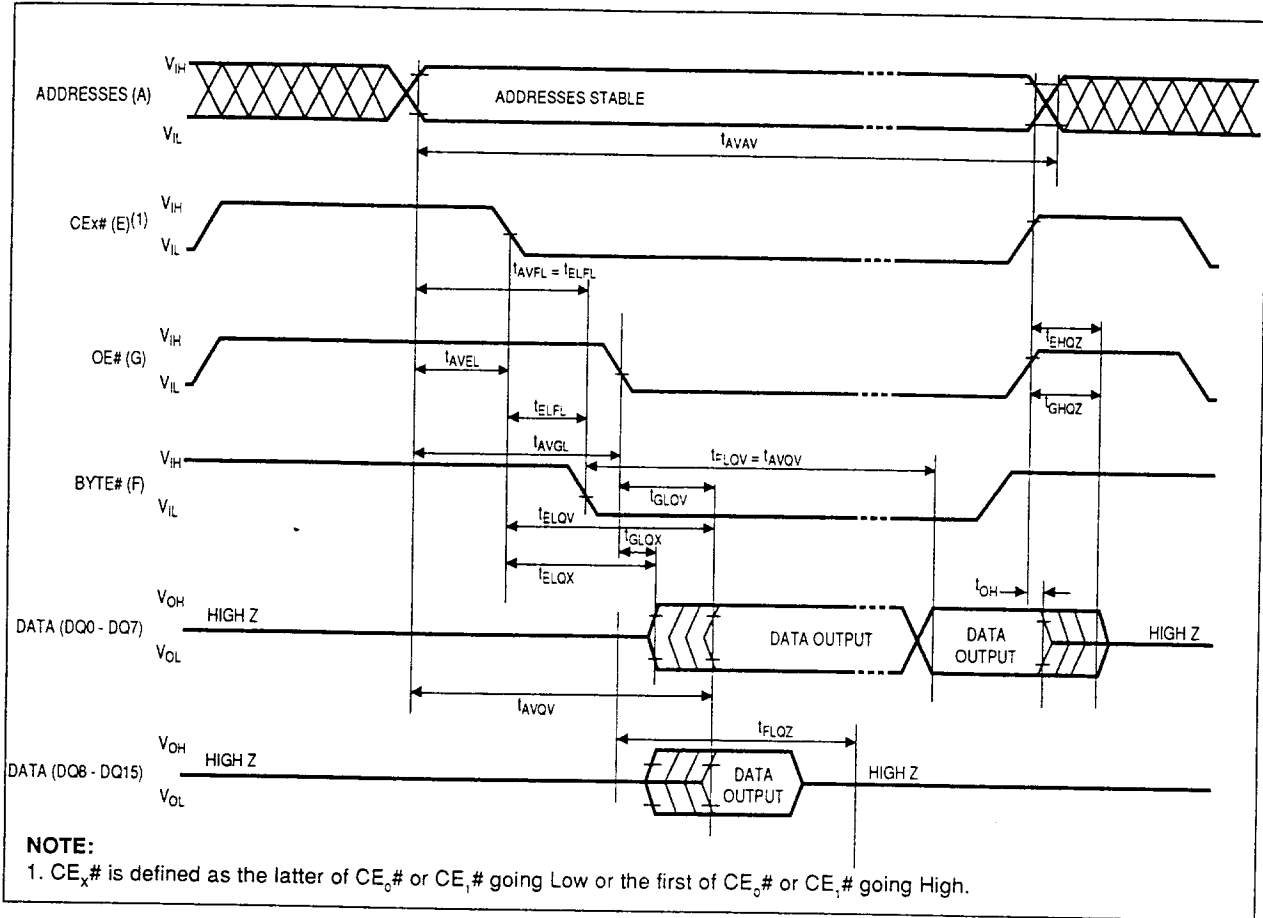 VIH
ADDRESSES (A)
ADDRESSES STABLE
VIL
tAVAV
VIH
CEx# (E)(1)
VIL
tAVFL = tELFL
VIH
OE# (G)
VIL
tAVEL
tEHQZ
tGHQZ
tELFL
tAVGL
VIH
BYTE# (F)
VIL
tFLQV = tAVQV
tGLQV
tELQV
tGLQX
tELQX
tOH
VOH
HIGH Z
DATA (DQ0 - DQ7)
DATA OUTPUT
DATA
OUTPUT
HIGH Z
VOL
tAVQV
tFLQZ
VOH
HIGH Z
DATA (DQ8 - DQ15)
DATA
OUTPUT
HIGH Z
VOL
NOTE:
1. CEx# is defined as the latter of CE0# or CE1# going Low or the first of CE0# or CE1# going High.